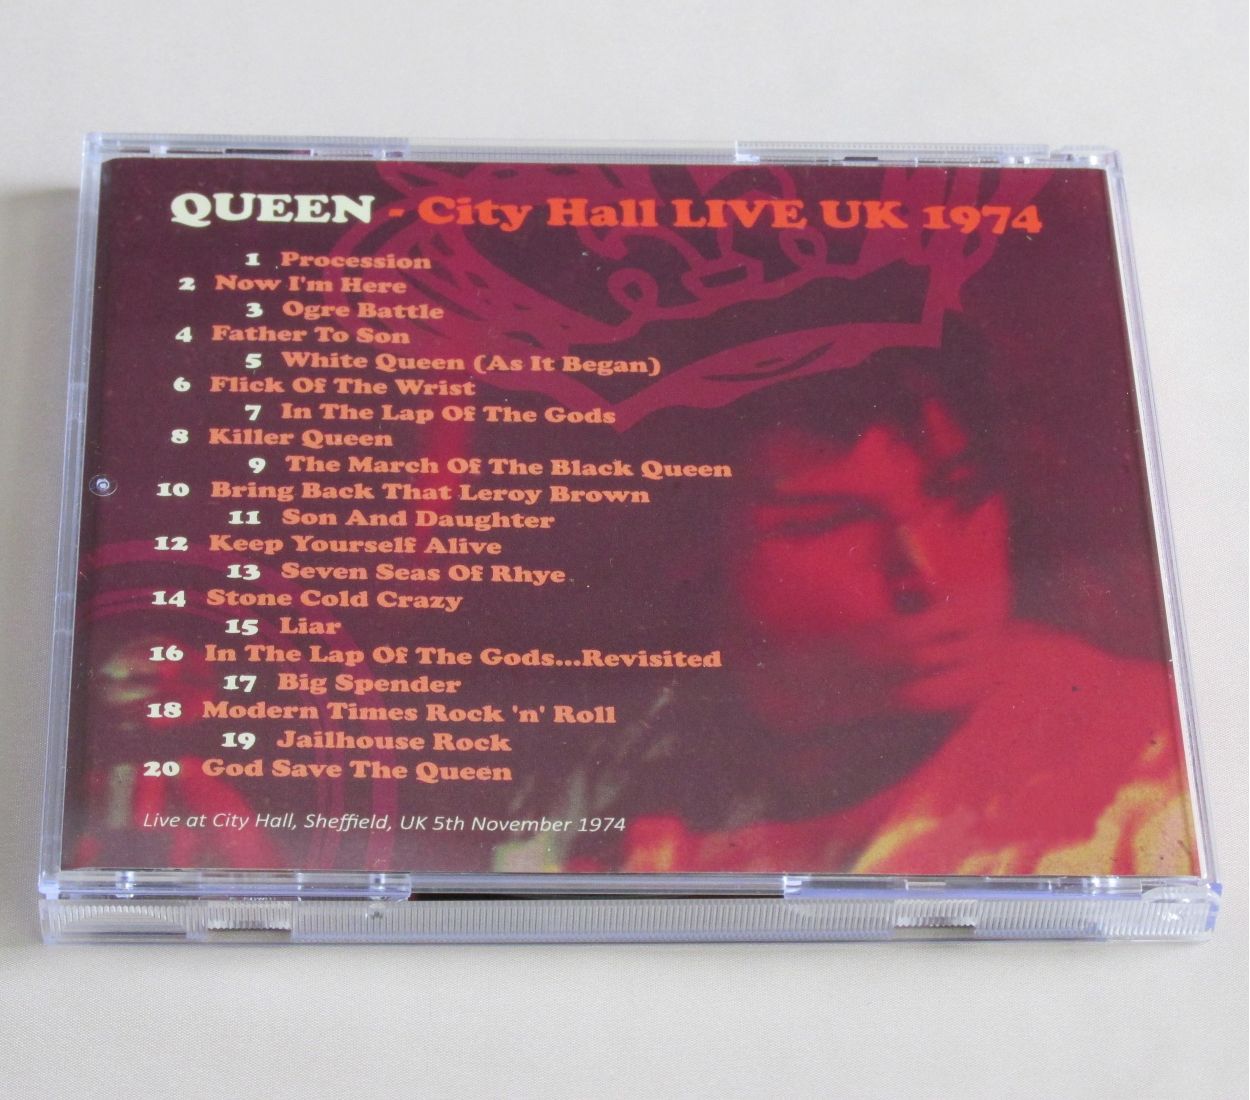 QUEEN - City Hall LIVE UK 1974
1 Procession
2 Now I'm Here
3 Ogre Battle
4 Father To Son
5 White Queen (As It Began)
6 Flick Of The Wrist
7 In The Lap Of The Gods
8 Killer Queen
9 The March Of The Black Queen
10 Bring Back That Leroy Brown
11 Son And Daughter
12 Keep Yourself Alive
13 Seven Seas Of Rhye
14 Stone Cold Crazy
15 Liar
16 In The Lap Of The Gods...Revisited
17 Big Spender
18 Modern Times Rock 'n' Roll
19 Jailhouse Rock
20 God Save The Queen
Live at City Hall, Sheffield, UK 5th November 1974